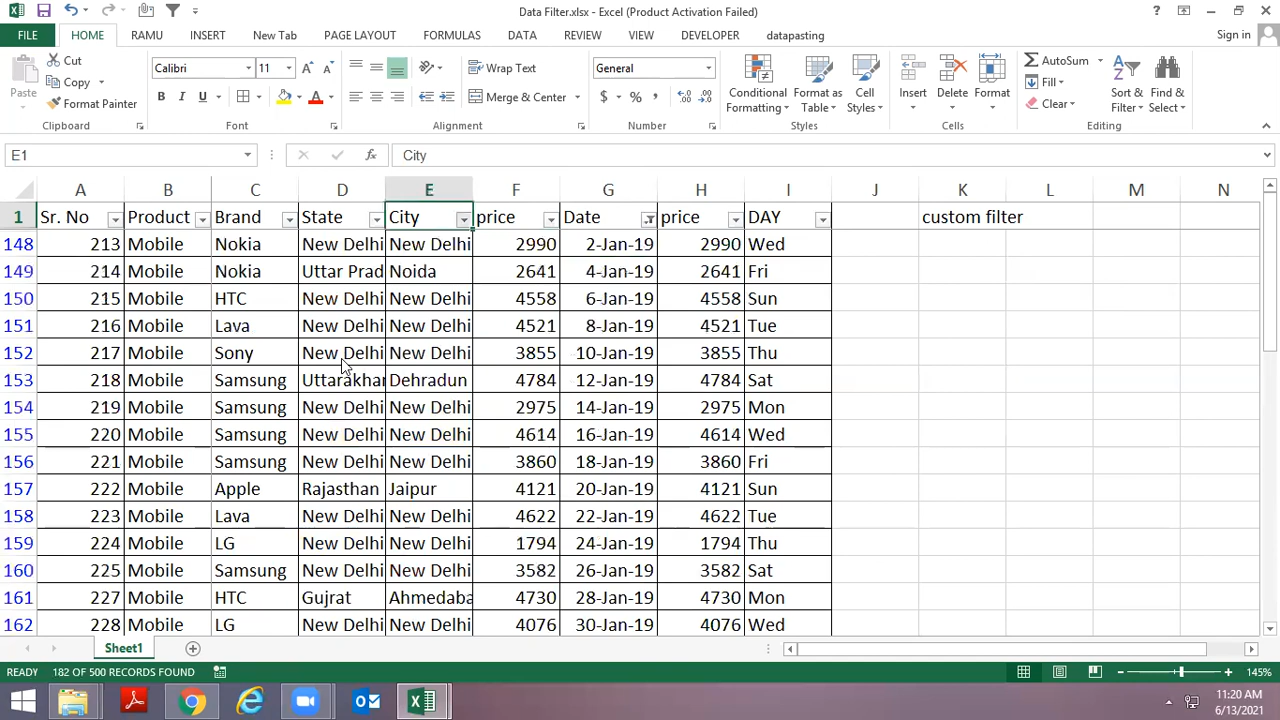 Data Filter.xlsx - Excel (Product Activation Failed)
FILE HOME RAMU INSERT New Tab PAGE LAYOUT FORMULAS DATA REVIEW VIEW DEVELOPER datapasting Sign in
Paste Cut Copy Format Painter
Calibri 11 Wrap Text Merge & Center General
B I U A $ % ,
Conditional Formatting Format as Table Cell Styles Insert Delete Format
AutoSum Fill Clear Sort & Filter Find & Select
Clipboard Font Alignment Number Styles Cells Editing
E1 fx City
A B C D E F G H I J K L M N
1 Sr. No Product Brand State City price Date price DAY custom filter
148 213 Mobile Nokia New Delhi New Delhi 2990 2-Jan-19 2990 Wed
149 214 Mobile Nokia Uttar Prad Noida 2641 4-Jan-19 2641 Fri
150 215 Mobile HTC New Delhi New Delhi 4558 6-Jan-19 4558 Sun
151 216 Mobile Lava New Delhi New Delhi 4521 8-Jan-19 4521 Tue
152 217 Mobile Sony New Delhi New Delhi 3855 10-Jan-19 3855 Thu
153 218 Mobile Samsung Uttarakhan Dehradun 4784 12-Jan-19 4784 Sat
154 219 Mobile Samsung New Delhi New Delhi 2975 14-Jan-19 2975 Mon
155 220 Mobile Samsung New Delhi New Delhi 4614 16-Jan-19 4614 Wed
156 221 Mobile Samsung New Delhi New Delhi 3860 18-Jan-19 3860 Fri
157 222 Mobile Apple Rajasthan Jaipur 4121 20-Jan-19 4121 Sun
158 223 Mobile Lava New Delhi New Delhi 4622 22-Jan-19 4622 Tue
159 224 Mobile LG New Delhi New Delhi 1794 24-Jan-19 1794 Thu
160 225 Mobile Samsung New Delhi New Delhi 3582 26-Jan-19 3582 Sat
161 227 Mobile HTC Gujrat Ahmedaba 4730 28-Jan-19 4730 Mon
162 228 Mobile LG New Delhi New Delhi 4076 30-Jan-19 4076 Wed
Sheet1
READY 182 OF 500 RECORDS FOUND 145%
11:20 AM
6/13/2021